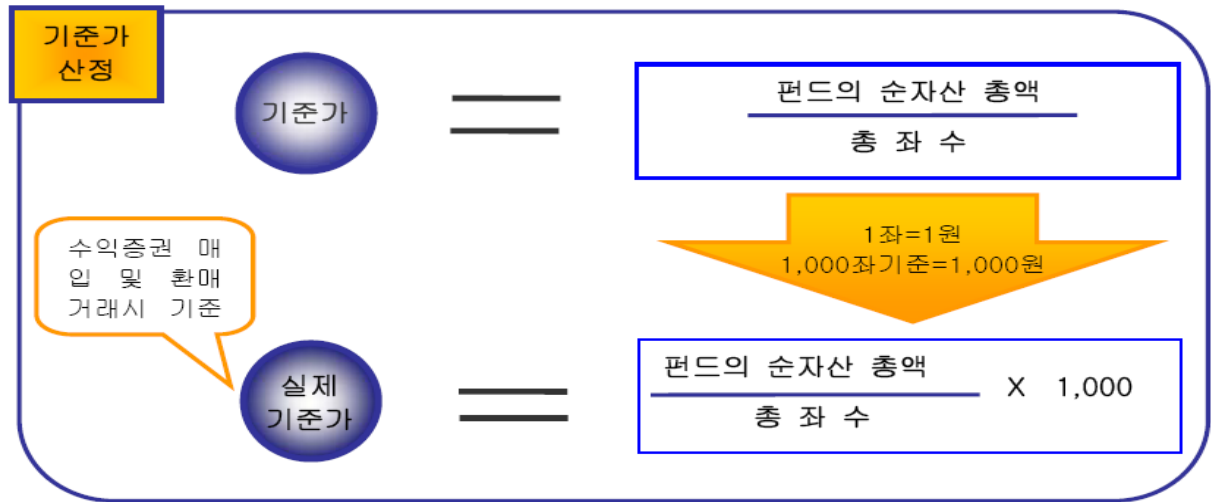 기준가
산정
기준가
펀드의 순자산 총액
총 좌 수
1좌=1원
1,000좌기준=1,000원
수익증권 매
입 및 환매
거래시 기준
실제
기준가
펀드의 순자산 총액
총 좌 수
X 1,000